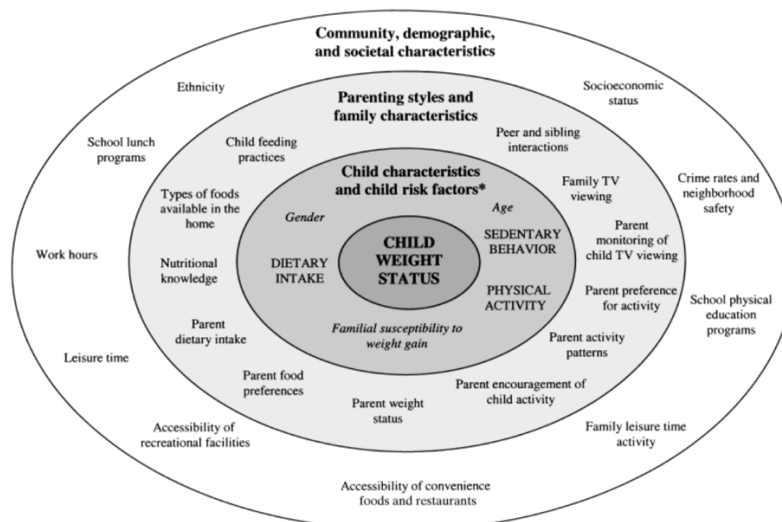 Community, demographic,
and societal characteristics
Ethnicity
Socioeconomic
status
Parenting styles and
family characteristics
School lunch
programs
Child feeding
practices
Peer and sibling
interactions
Child characteristics
and child risk factors*
Family TV
viewing
Crime rates and
neighborhood
safety
Types of foods
available in the
home
Gender
Age
Parent
monitoring of
child TV viewing
Work hours
Nutritional
knowledge
DIETARY
INTAKE
CHILD
WEIGHT
STATUS
SEDENTARY
BEHAVIOR
PHYSICAL
ACTIVITY
Parent preference
for activity
School physical
education
programs
Parent
dietary intake
Familial susceptibility to
weight gain
Parent activity
patterns
Leisure time
Parent food
preferences
Parent weight
status
Parent encouragement of
child activity
Accessibility of
recreational facilities
Family leisure time
activity
Accessibility of convenience
foods and restaurants